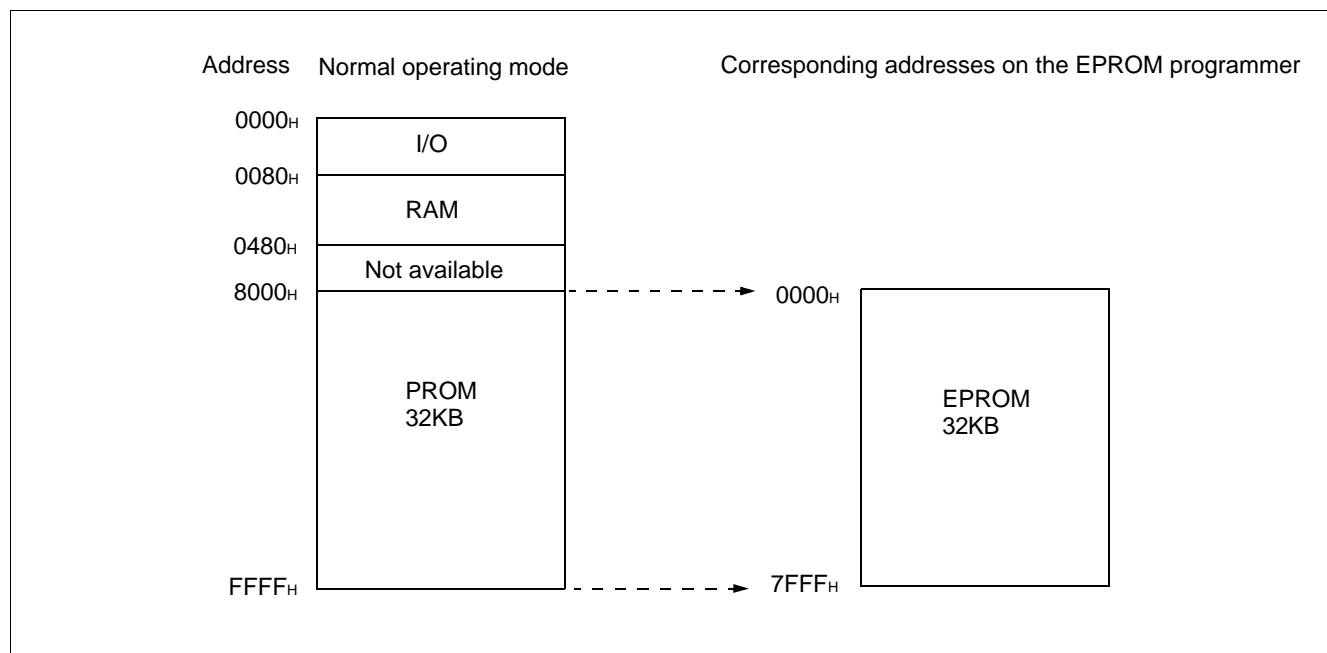 Address Normal operating mode Corresponding addresses on the EPROM programmer
0000H
I/O
0080H
RAM
0480H
Not available
8000H
0000H
PROM
32KB
EPROM
32KB
FFFFH
7FFFH